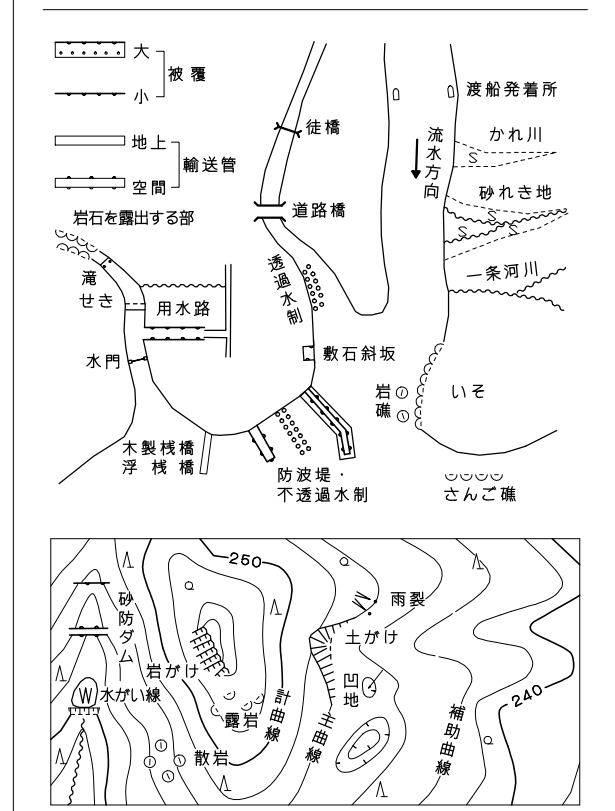 大
小
被覆
地上
空間
輸送管
岩石を露出する部
滝
せき
用水路
水門
木製桟橋
浮桟橋
徒橋
道路橋
透過水制
敷石斜坂
防波堤・
不透過水制
渡船発着所
流水方向
かれ川
砂れき地
一条河川
岩礁
いそ
さんご礁
250
砂防ダム
岩がけ
W
水がい線
露岩
散岩
計曲線
主曲線
雨裂
土がけ
凹地
補助曲線
240